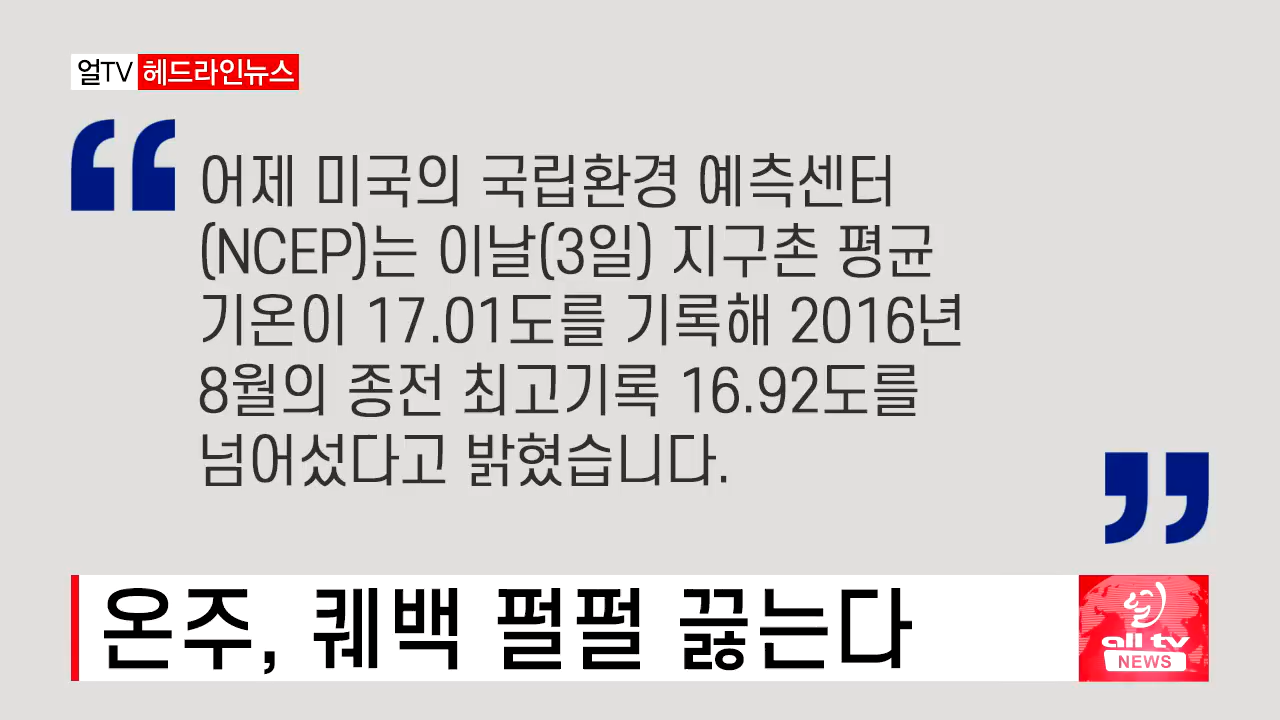 얼TV 헤드라인뉴스
어제 미국의 국립환경 예측센터
(NCEP)는 이날(3일) 지구촌 평균
기온이 17.01도를 기록해 2016년
8월의 종전 최고기록 16.92도를
넘어섰다고 밝혔습니다.
온주, 퀘백 펄펄 끓는다
all tv
NEWS